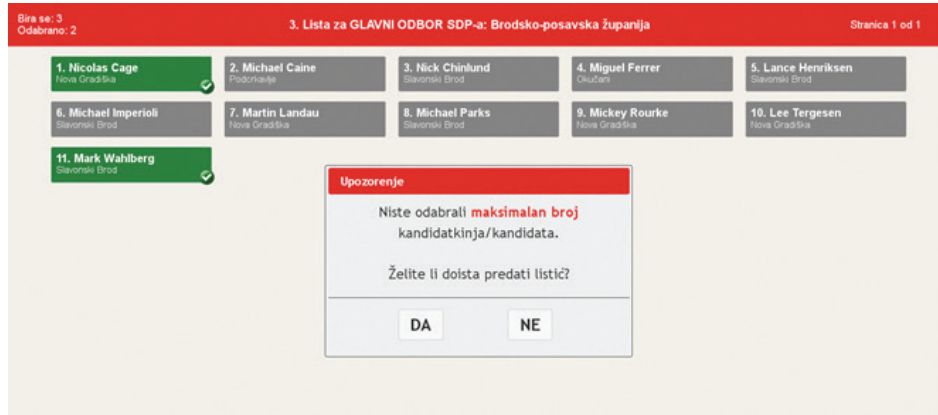 Bira se: 3
Odabrano: 2
3. Lista za GLAVNI ODBOR SDP-a: Brodsko-posavska županija
Stranica 1 od 1
1. Nicolas Cage
Nova Gradiška
2. Michael Caine
Podcrkavlje
3. Nick Chinlund
Slavonski Brod
4. Miguel Ferrer
Okučani
5. Lance Henriksen
Slavonski Brod
6. Michael Imperioli
Slavonski Brod
7. Martin Landau
Nova Gradiška
8. Michael Parks
Slavonski Brod
9. Mickey Rourke
Nova Gradiška
10. Lee Tergesen
Nova Gradiška
11. Mark Wahlberg
Slavonski Brod
Upozorenje
Niste odabrali maksimalan broj
kandidatkinja/kandidata.
Želite li doista predati listić?
DA
NE